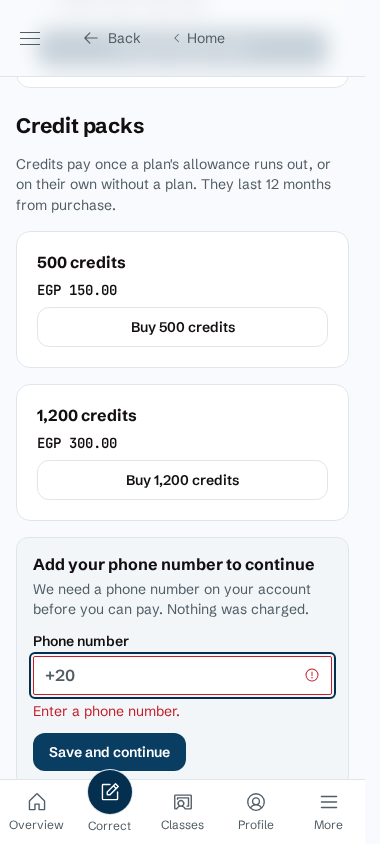 Back
Home
Credit packs
Credits pay once a plan's allowance runs out, or
on their own without a plan. They last 12 months
from purchase.
500 credits
EGP 150.00
Buy 500 credits
1,200 credits
EGP 300.00
Buy 1,200 credits
Add your phone number to continue
We need a phone number on your account
before you can pay. Nothing was charged.
Phone number
+20
Enter a phone number.
Save and continue
Overview
Correct
Classes
Profile
More